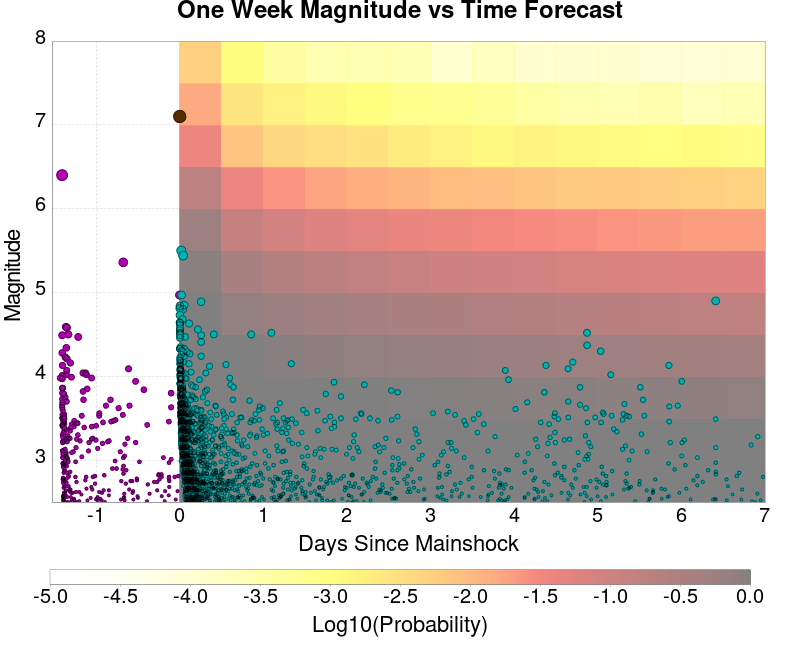 One Week Magnitude vs Time Forecast
8
7
6
5
4
3
Magnitude
-1 0 1 2 3 4 5 6 7
Days Since Mainshock
-5.0 -4.5 -4.0 -3.5 -3.0 -2.5 -2.0 -1.5 -1.0 -0.5 0.0
Log10(Probability)